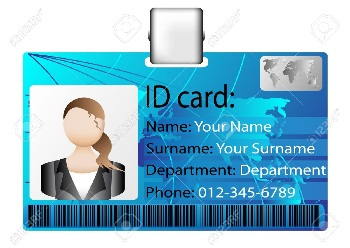 ID card:
Name: Your Name
Surname: Your Surname
Department: Department
Phone: 012-345-6789